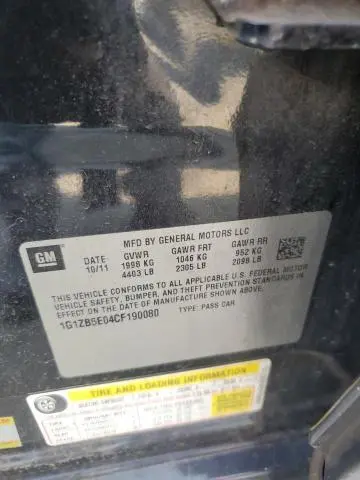 GM
MFD BY GENERAL MOTORS LLC
DATE GVWR GAWR FRT GAWR RR
10/11 1998 KG 1046 KG 952 KG
4403 LB 2305 LB 2098 LB
THIS VEHICLE CONFORMS TO ALL APPLICABLE U.S. FEDERAL MOTOR
VEHICLE SAFETY, BUMPER, AND THEFT PREVENTION STANDARDS IN
EFFECT ON THE DATE OF MANUFACTURE SHOWN ABOVE.
1G1ZB5E04CF190080 TYPE: PASS CAR
TIRE AND LOADING INFORMATION